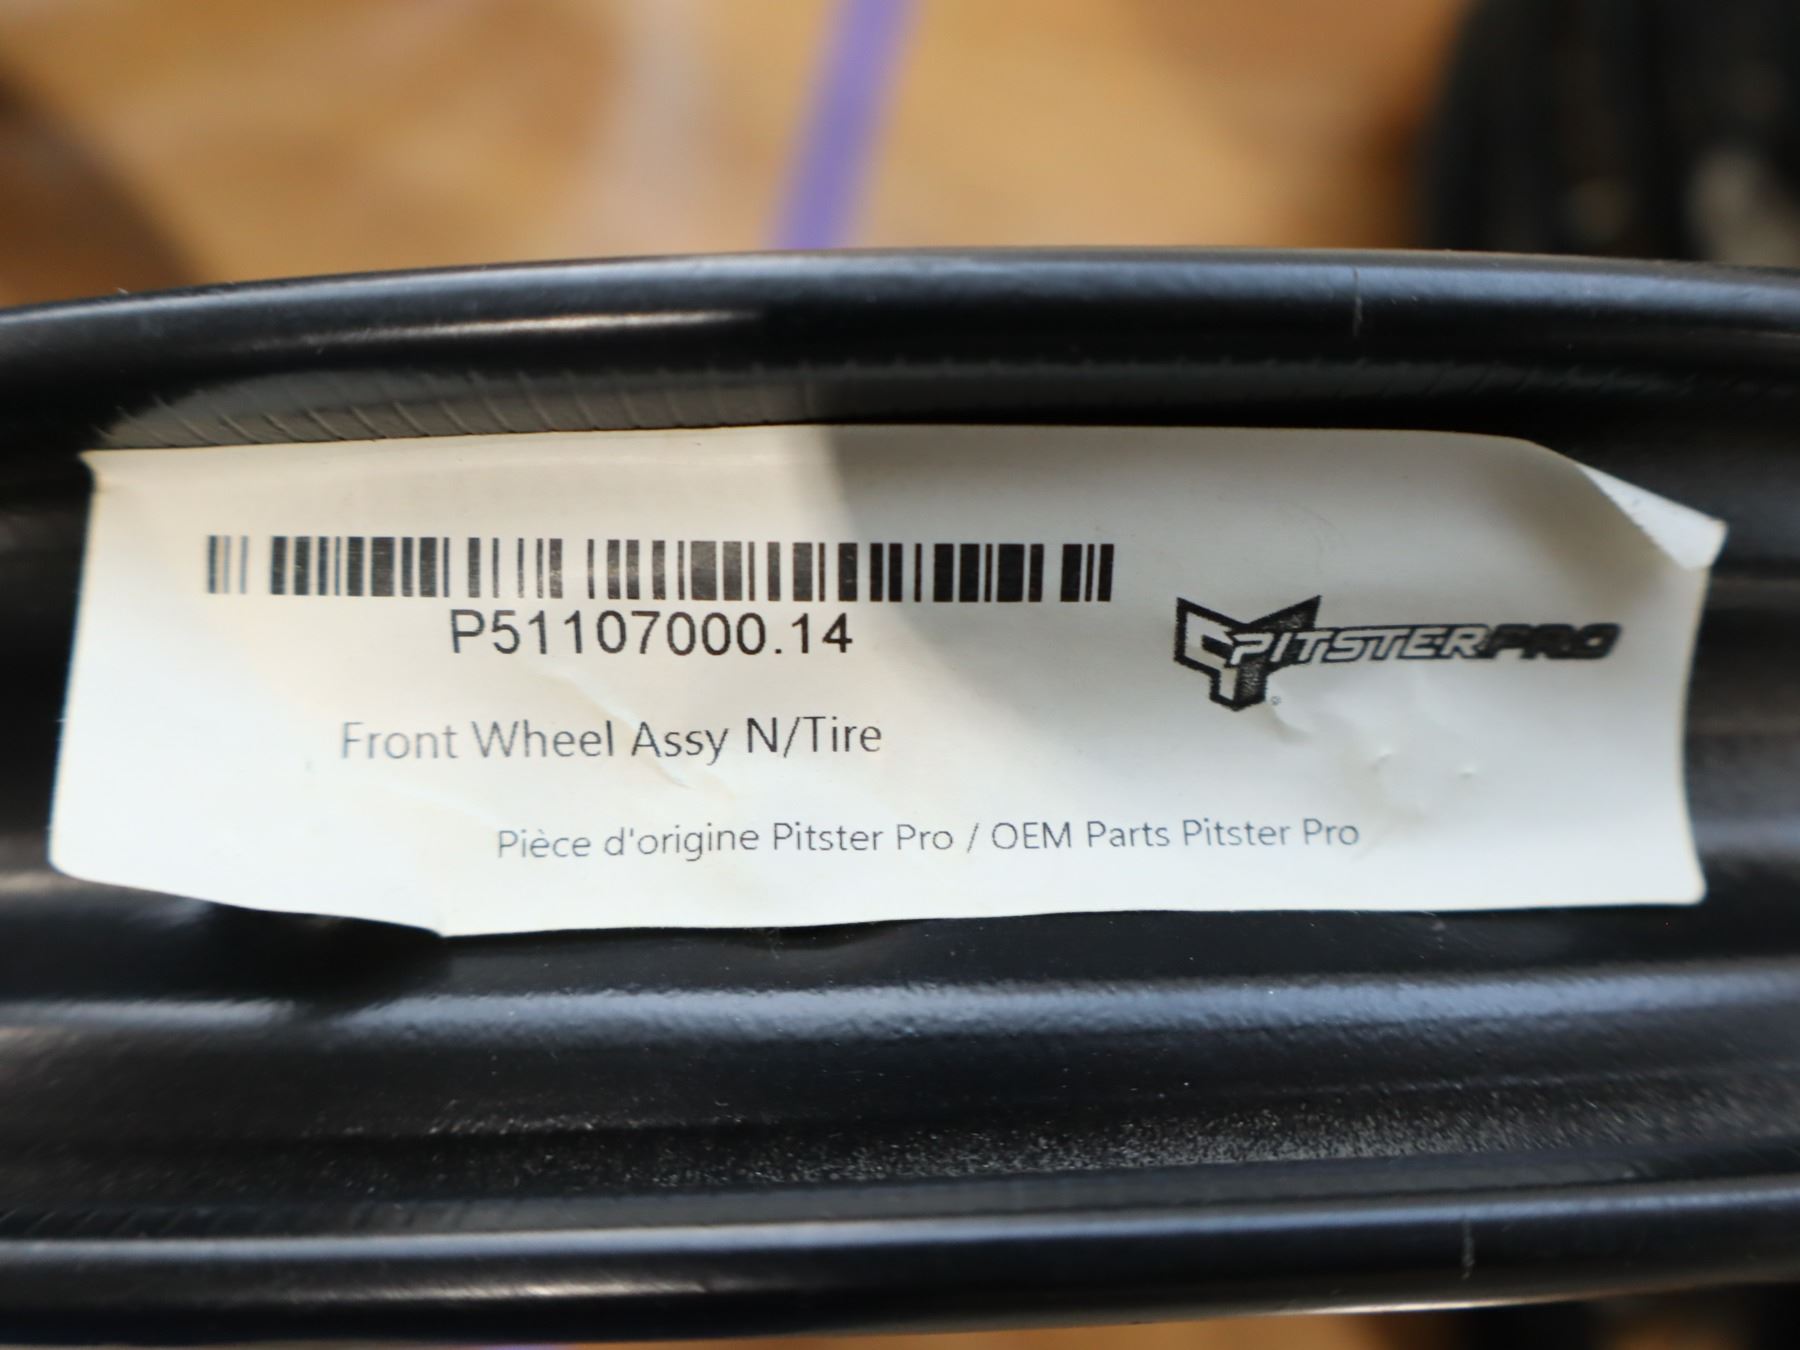 P51107000.14
PITSTERPRO
Front Wheel Assy N/Tire
Pièce d'origine Pitster Pro / OEM Parts Pitster Pro